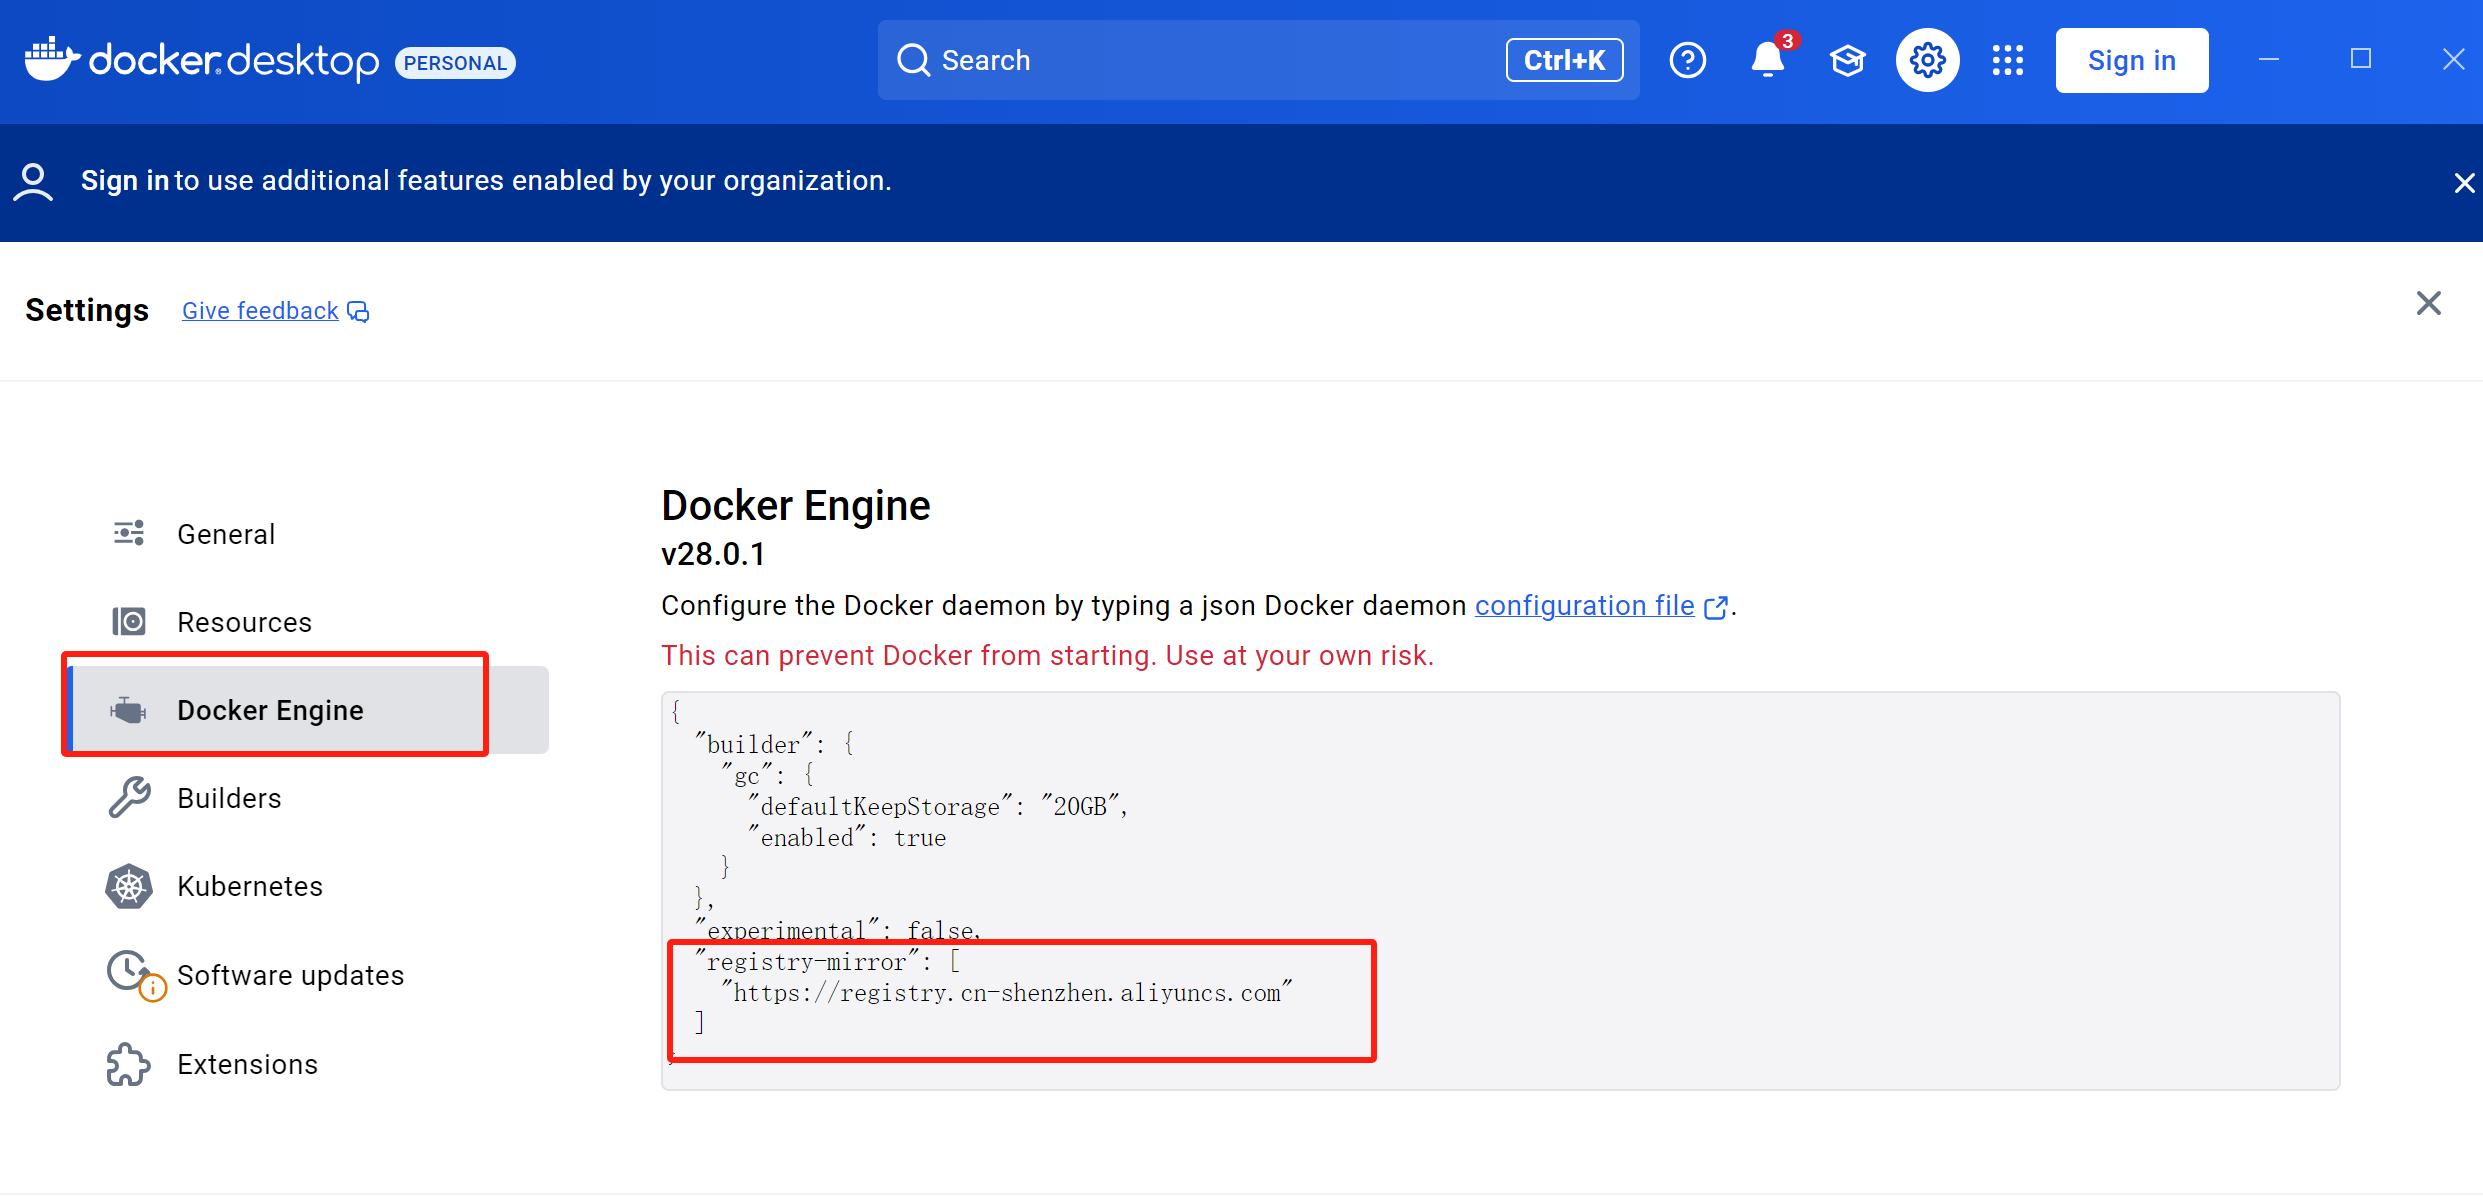 docker desktop PERSONAL
Search Ctrl+K
3
Sign in
Sign in to use additional features enabled by your organization.
Settings Give feedback
General
Resources
Docker Engine
Builders
Kubernetes
Software updates
Extensions
Docker Engine
v28.0.1
Configure the Docker daemon by typing a json Docker daemon configuration file.
This can prevent Docker from starting. Use at your own risk.
{
"builder": {
"gc": {
"defaultKeepStorage": "20GB",
"enabled": true
}
},
"experimental": false,
"registry-mirror": [
"https://registry.cn-shenzhen.aliyuncs.com"
]
}